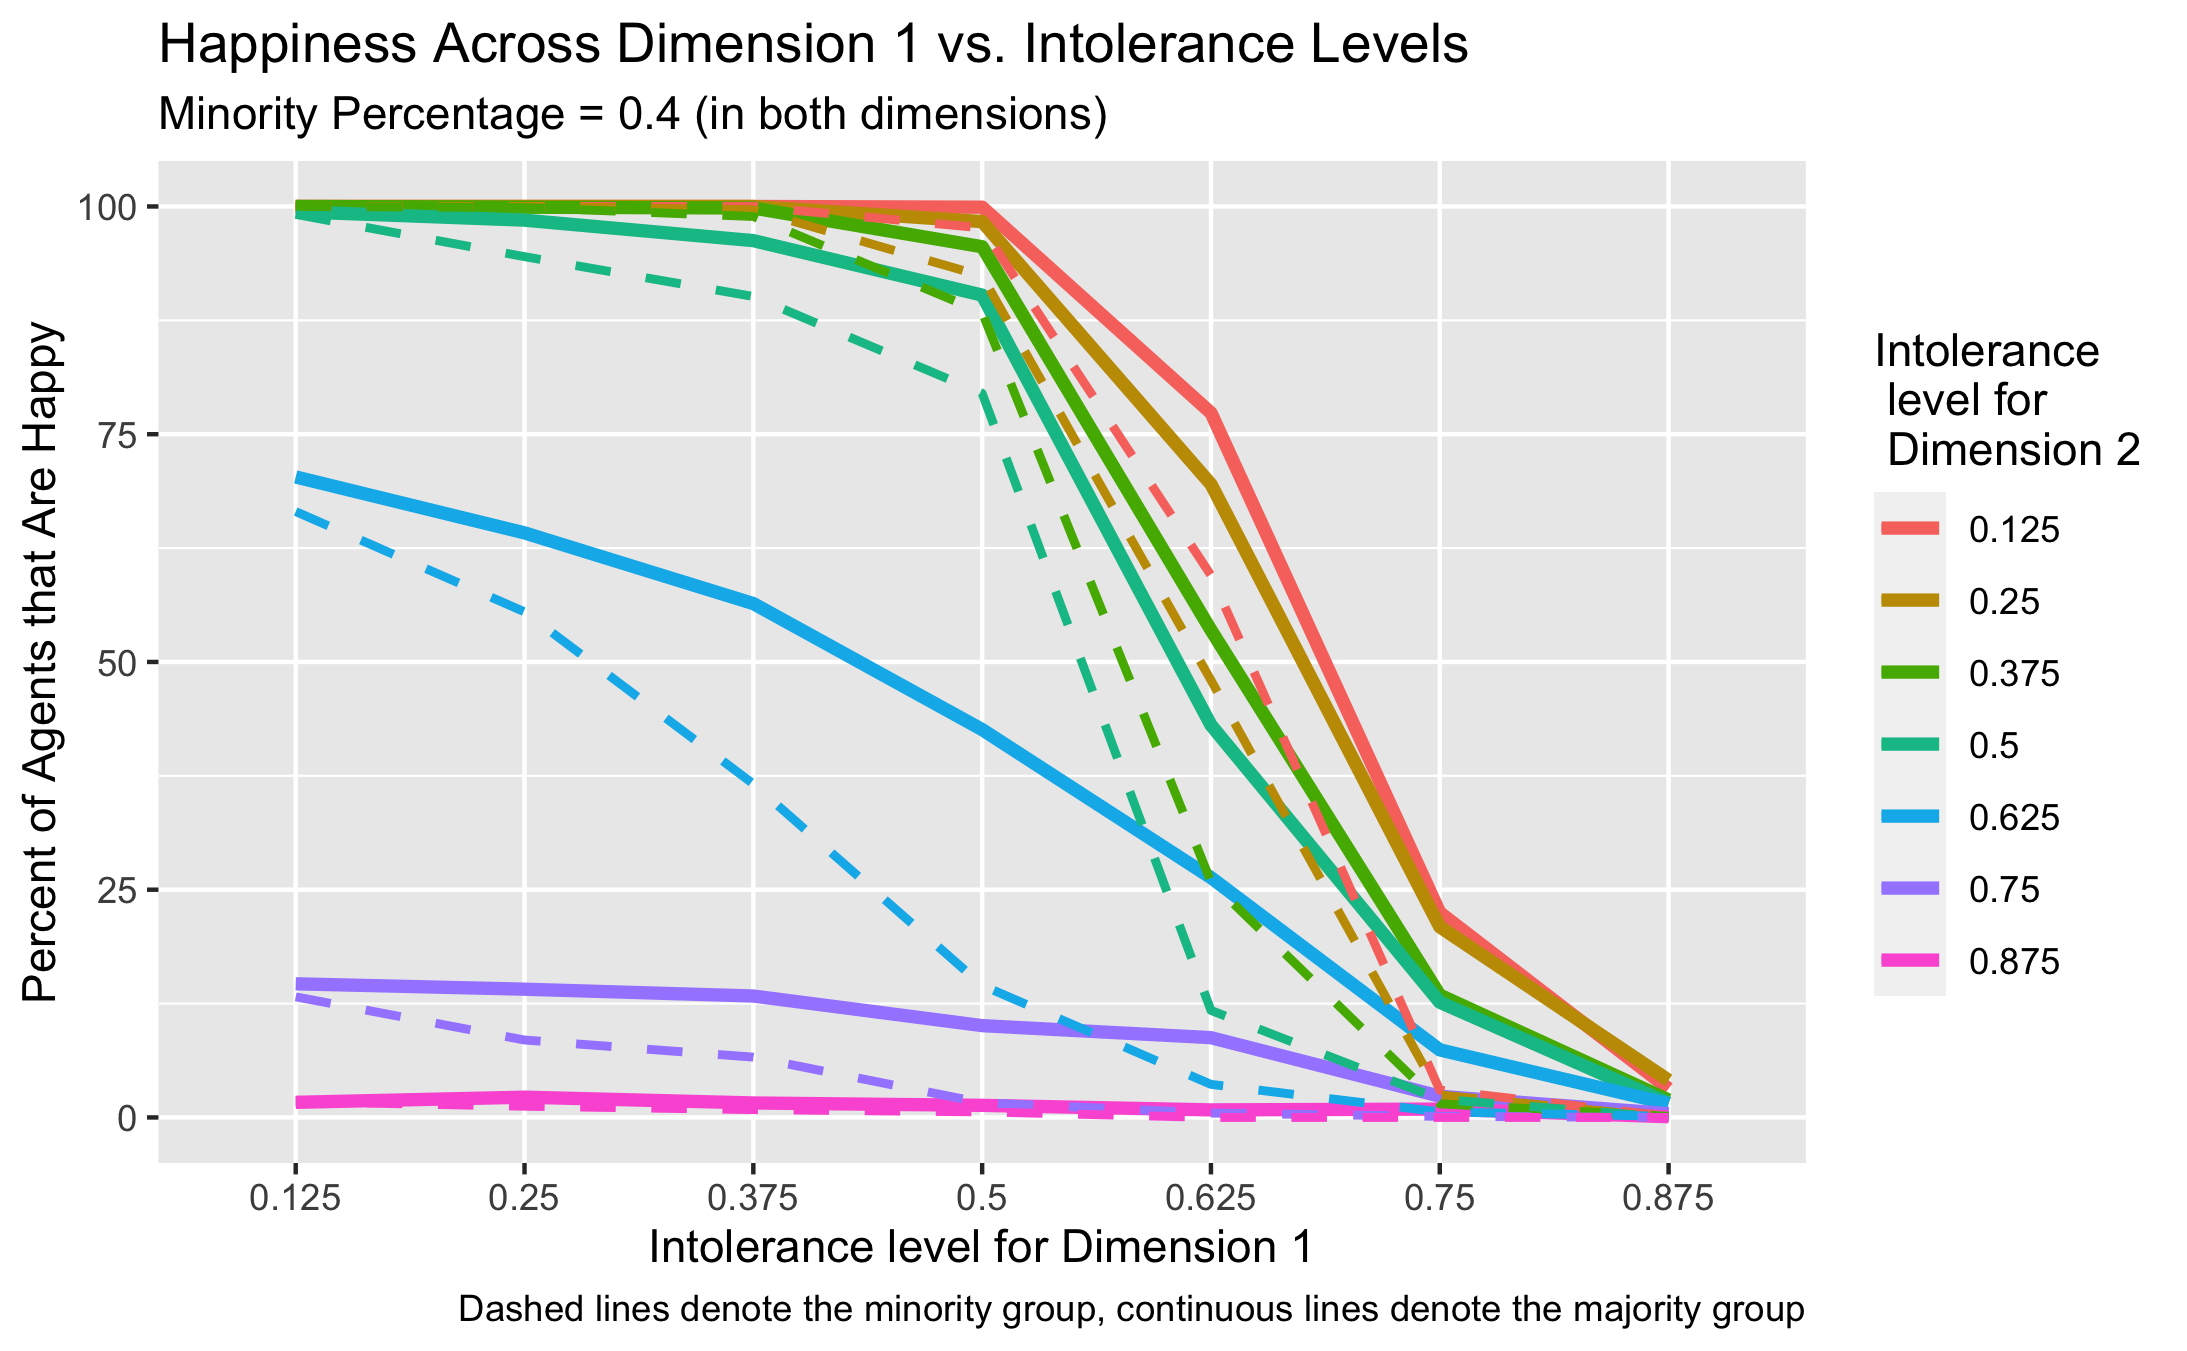 Happiness Across Dimension 1 vs. Intolerance Levels
Minority Percentage = 0.4 (in both dimensions)
Percent of Agents that Are Happy
100
75
50
25
0
0.125
0.25
0.375
0.5
0.625
0.75
0.875
Intolerance level for Dimension 1
Dashed lines denote the minority group, continuous lines denote the majority group
Intolerance
level for
Dimension 2
0.125
0.25
0.375
0.5
0.625
0.75
0.875